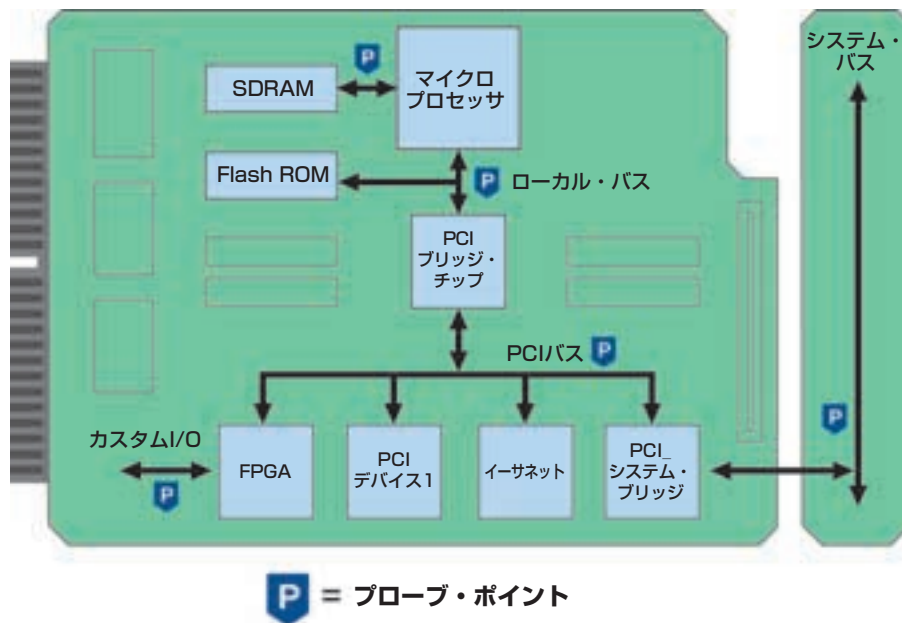 システム・
バス
P
SDRAM
マイクロ
プロセッサ
Flash ROM
P
ローカル・バス
PCI
ブリッジ・
チップ
PCIバス
P
カスタムI/O
P
FPGA
PCI
デバイス1
イーサネット
PCI_
システム・
ブリッジ
P
P = プローブ・ポイント